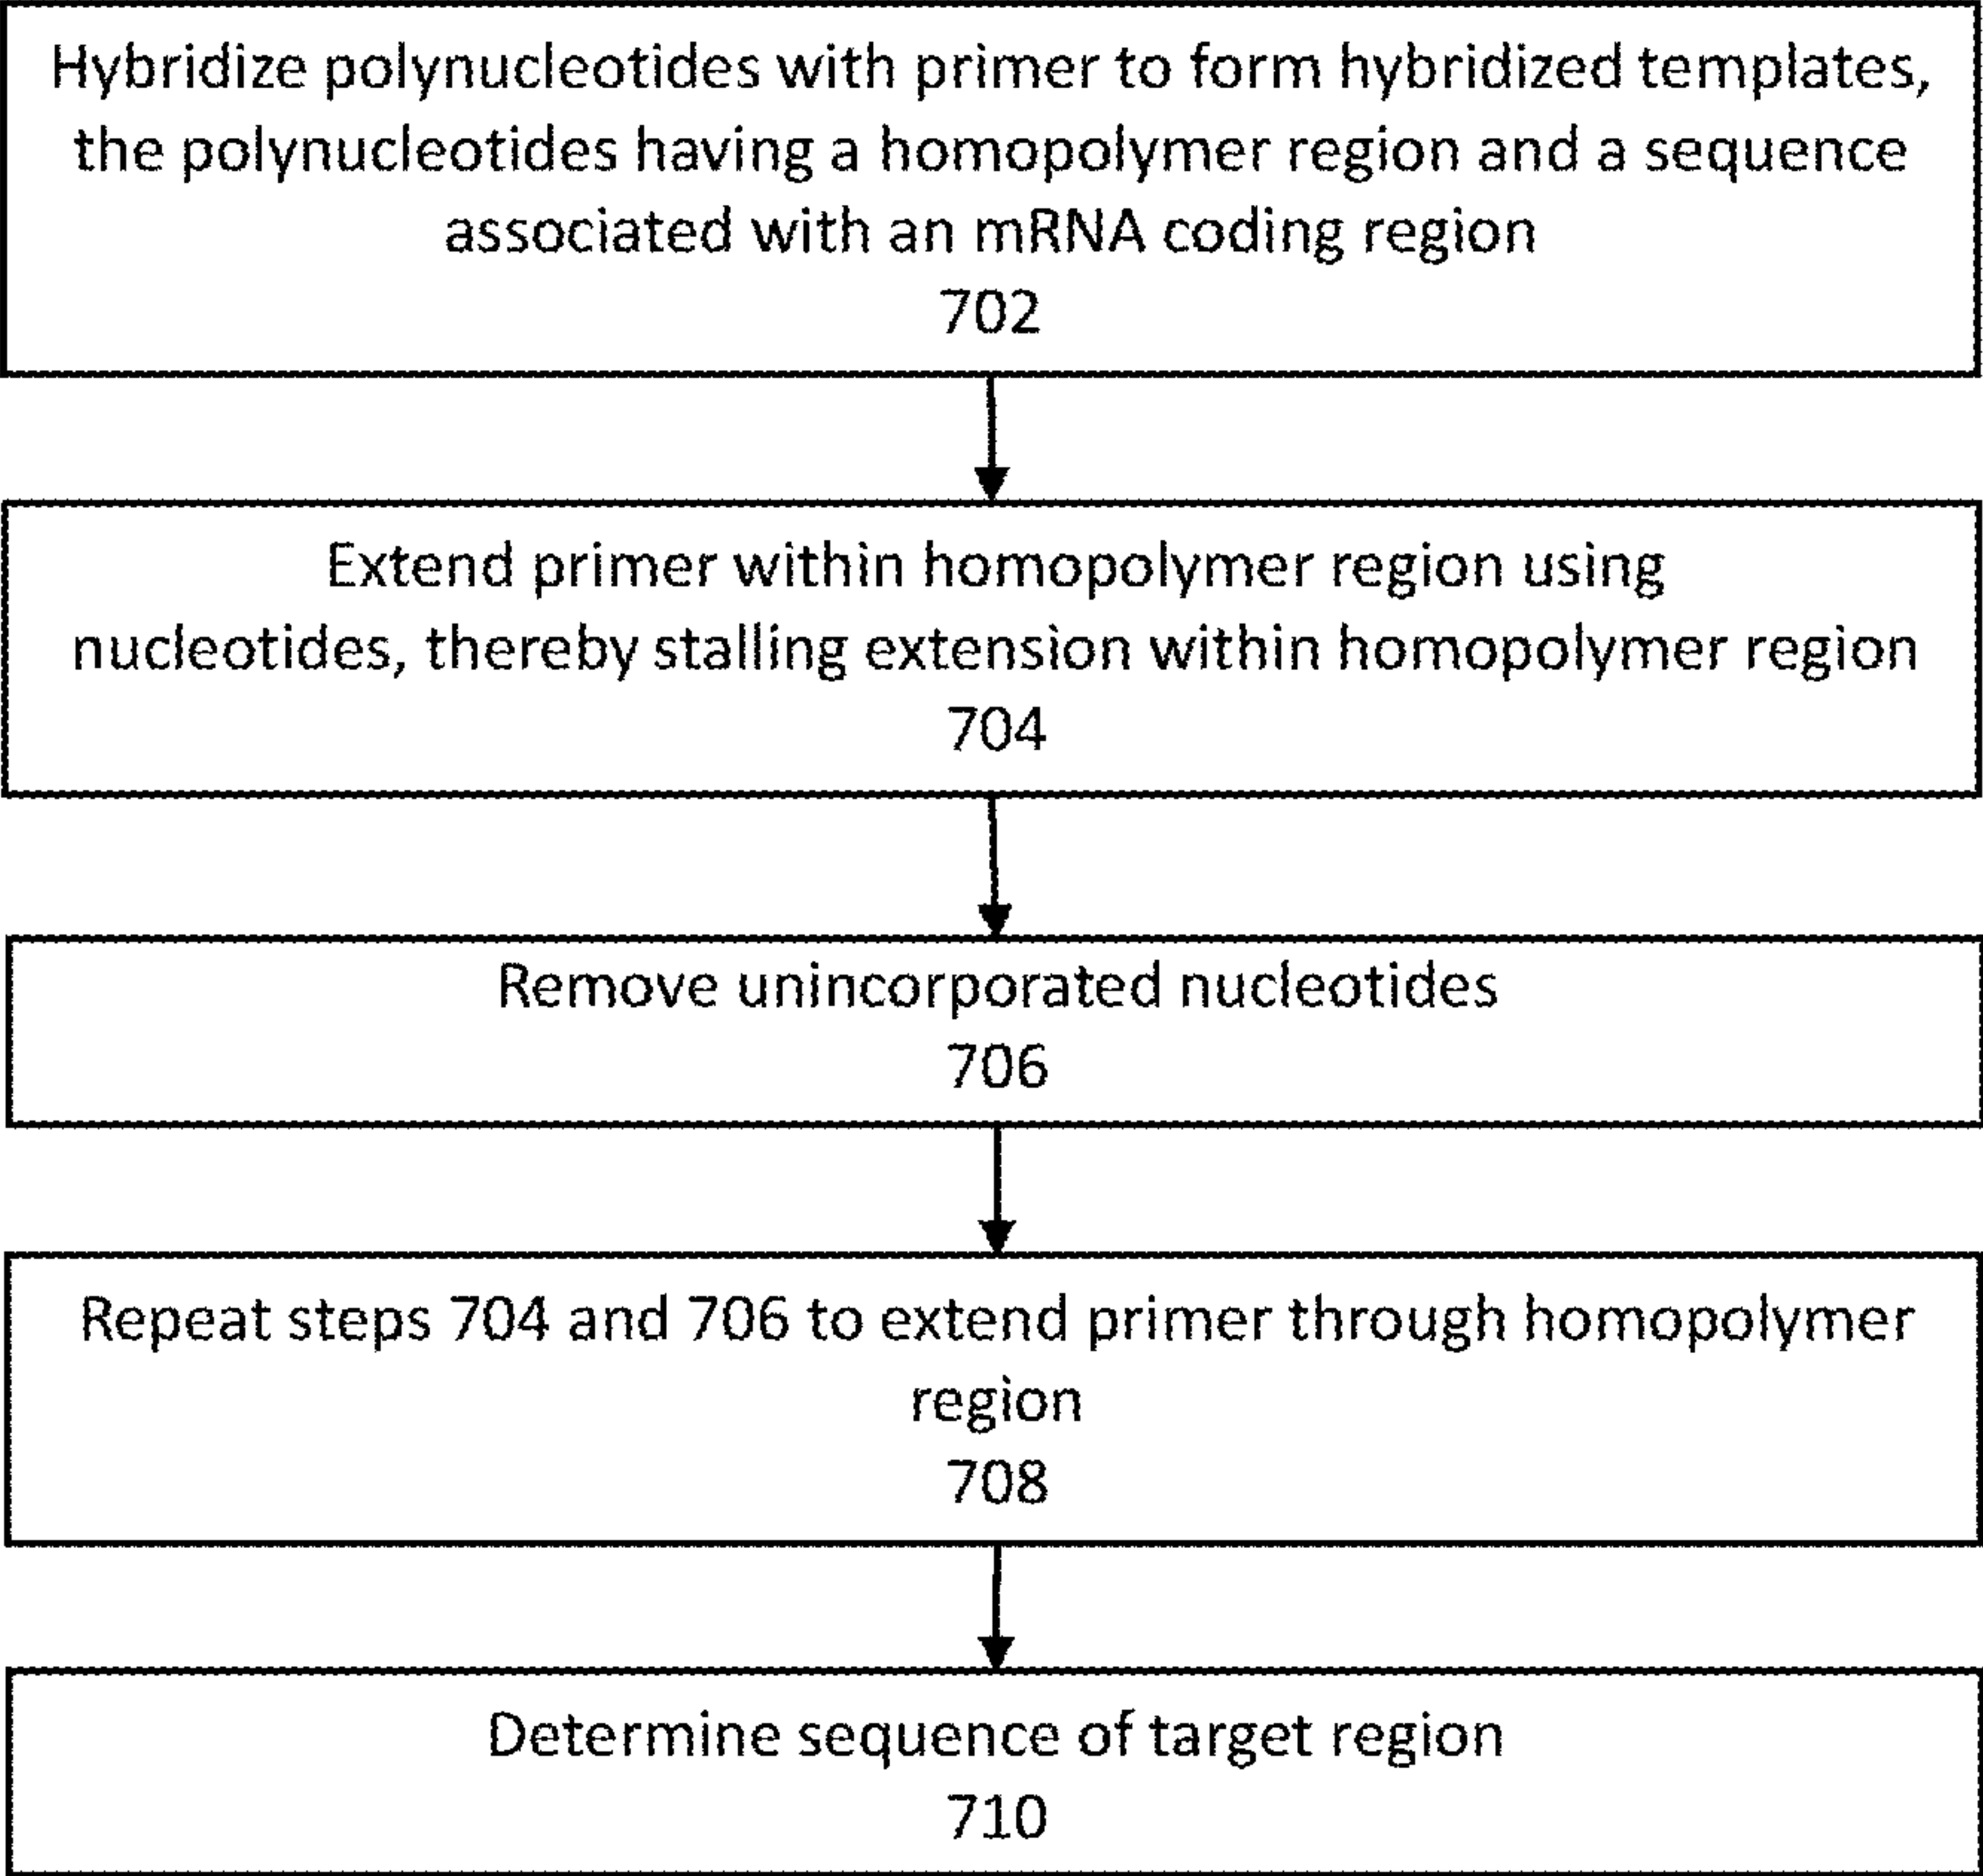 Hybridize polynucleotides with primer to form hybridized templates,
the polynucleotides having a homopolymer region and a sequence
associated with an mRNA coding region
702
Extend primer within homopolymer region using
nucleotides, thereby stalling extension within homopolymer region
704
Remove unincorporated nucleotides
706
Repeat steps 704 and 706 to extend primer through homopolymer
region
708
Determine sequence of target region
710